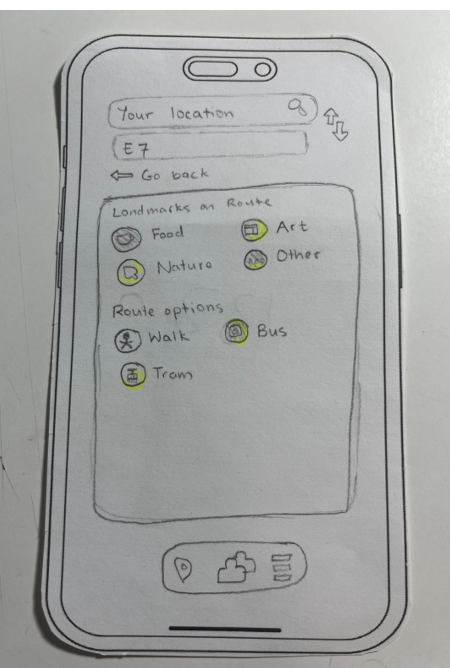 Your location
E7
Go back
Landmarks on Route
Food Art
Nature Other
Route options
Walk Bus
Tram